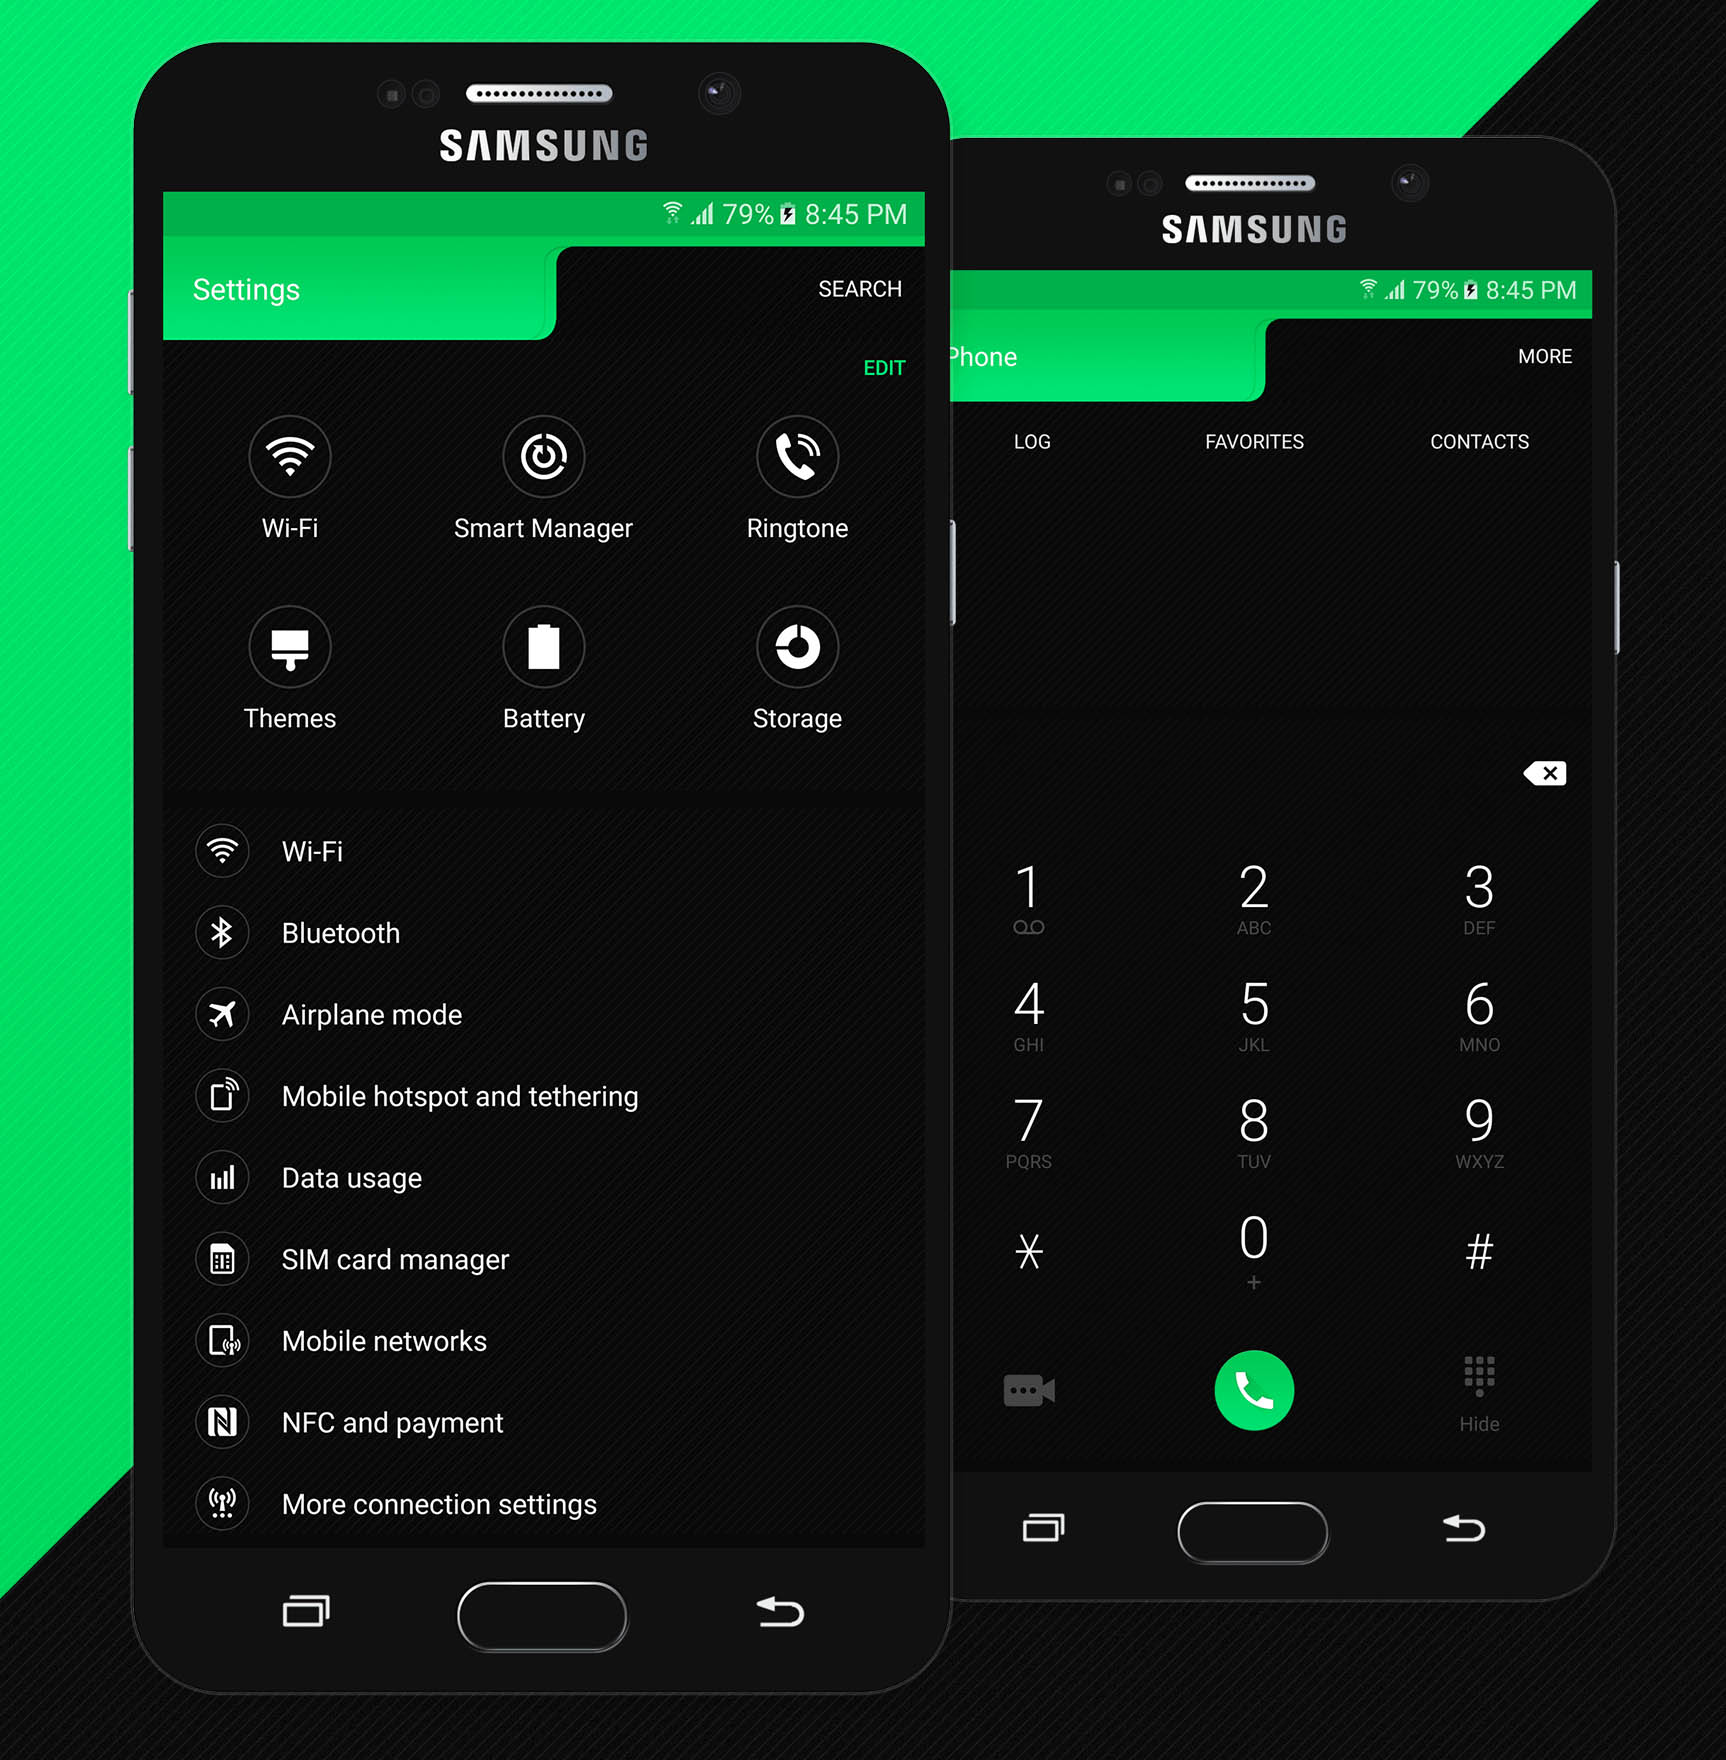 SAMSUNG
79% 8:45 PM
Settings
SEARCH
EDIT
Wi-Fi
Smart Manager
Ringtone
Themes
Battery
Storage
Wi-Fi
Bluetooth
Airplane mode
Mobile hotspot and tethering
Data usage
SIM card manager
Mobile networks
NFC and payment
More connection settings
SAMSUNG
79% 8:45 PM
Phone
MORE
LOG FAVORITES CONTACTS
1 2 3
ABC DEF
4 5 6
GHI JKL MNO
7 8 9
PQRS TUV WXYZ
* 0 #
+
Hide